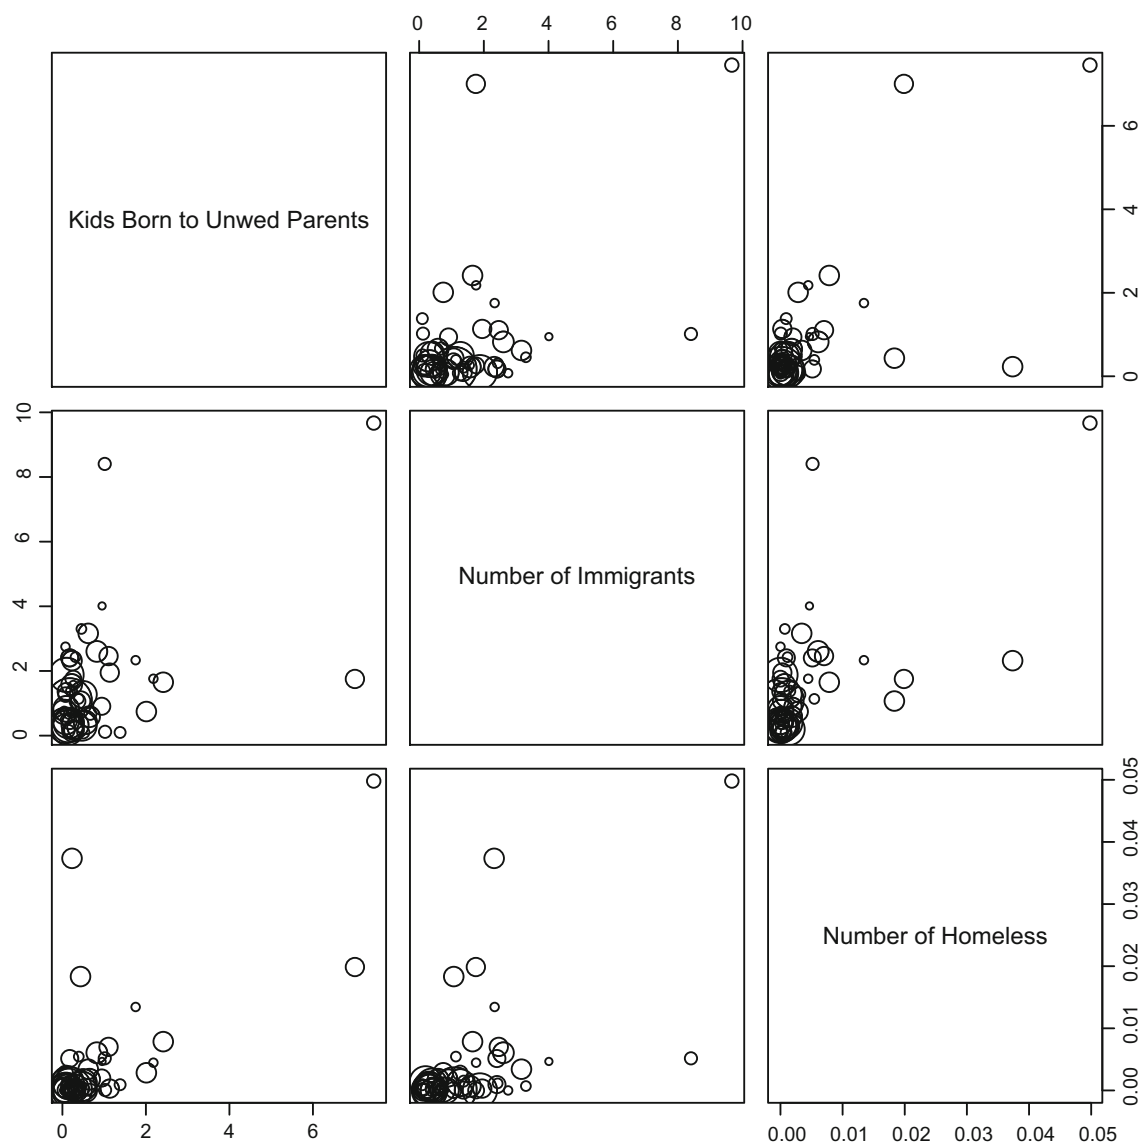 0 2 4 6 8 10
Kids Born to Unwed Parents
6
4
2
0
10
8
6
4
2
0
Number of Immigrants
Number of Homeless
0.05
0.04
0.03
0.02
0.01
0.00
0 2 4 6
0.00 0.01 0.02 0.03 0.04 0.05